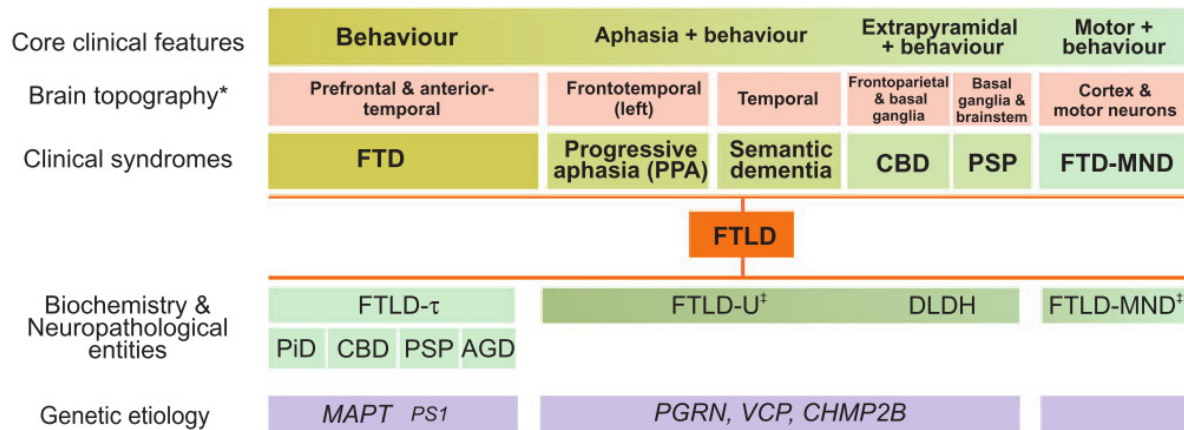 Core clinical features
Behaviour
Aphasia + behaviour
Extrapyramidal
+ behaviour
Motor +
behaviour
Brain topography*
Prefrontal & anterior-
temporal
Frontotemporal
(left)
Temporal
Frontoparietal
& basal
ganglia
Basal
ganglia &
brainstem
Cortex &
motor neurons
Clinical syndromes
FTD
Progressive
aphasia (PPA)
Semantic
dementia
CBD
PSP
FTD-MND
FTLD
Biochemistry &
Neuropathological
entities
FTLD-τ
FTLD-U‡
DLDH
FTLD-MND‡
PiD
CBD
PSP
AGD
Genetic etiology
MAPT PS1
PGRN, VCP, CHMP2B